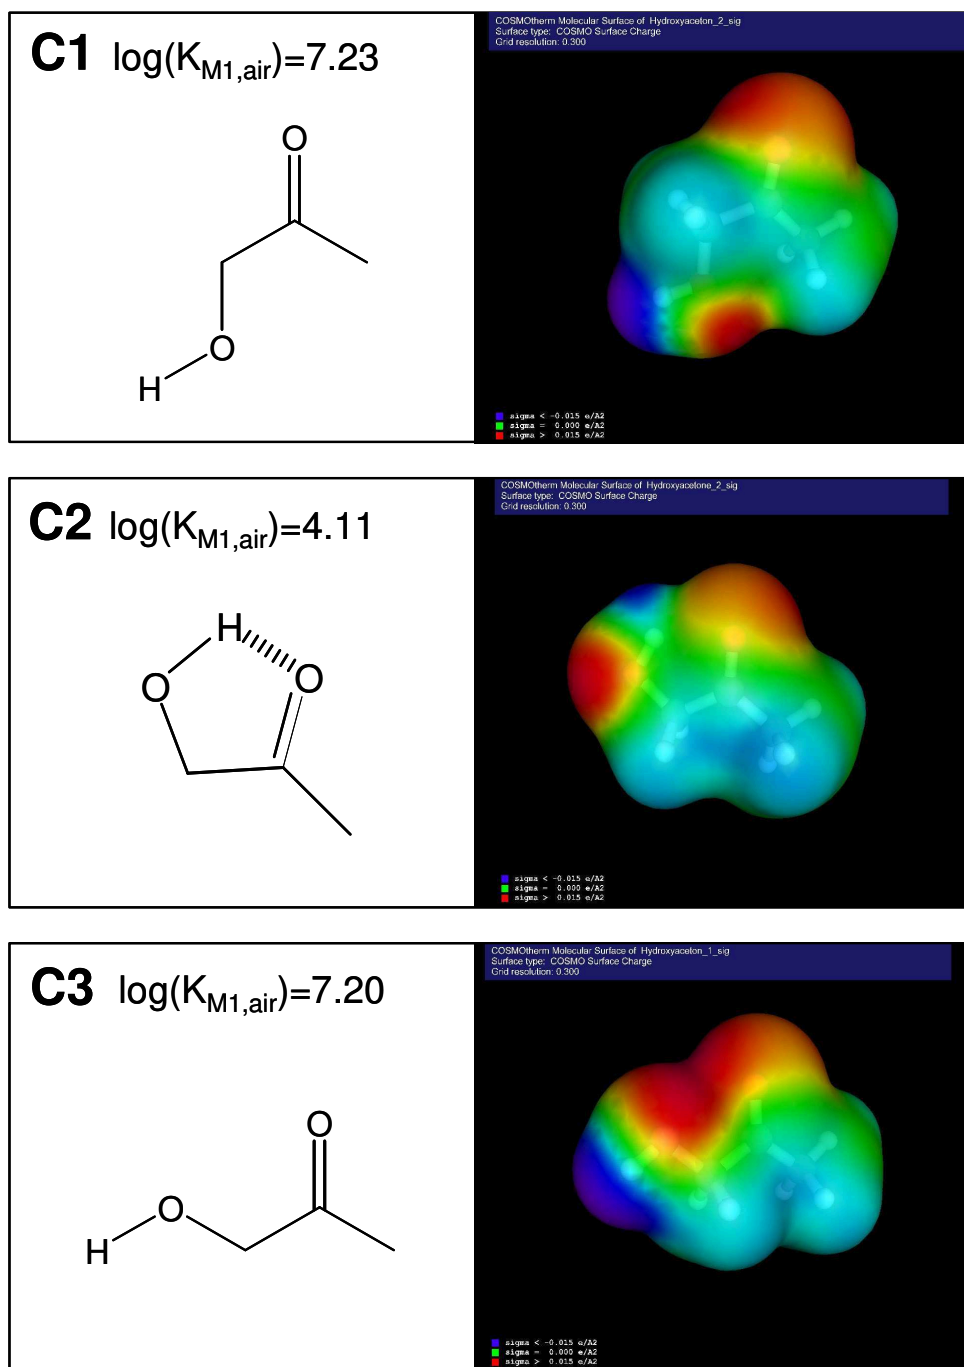 C1 log(K_M1,air)=7.23
O
O
H
COSMOtherm Molecular Surface of Hydroxyaceton_2_sig
Surface type: COSMO Surface Charge
Grid resolution: 0.300
sigma < -0.015 e/A2
sigma = 0.000 e/A2
sigma > 0.015 e/A2
C2 log(K_M1,air)=4.11
H
O
O
COSMOtherm Molecular Surface of Hydroxyacetone_2_sig
Surface type: COSMO Surface Charge
Grid resolution: 0.300
sigma < -0.015 e/A2
sigma = 0.000 e/A2
sigma > 0.015 e/A2
C3 log(K_M1,air)=7.20
O
O
H
COSMOtherm Molecular Surface of Hydroxyaceton_1_sig
Surface type: COSMO Surface Charge
Grid resolution: 0.300
sigma < -0.015 e/A2
sigma = 0.000 e/A2
sigma > 0.015 e/A2